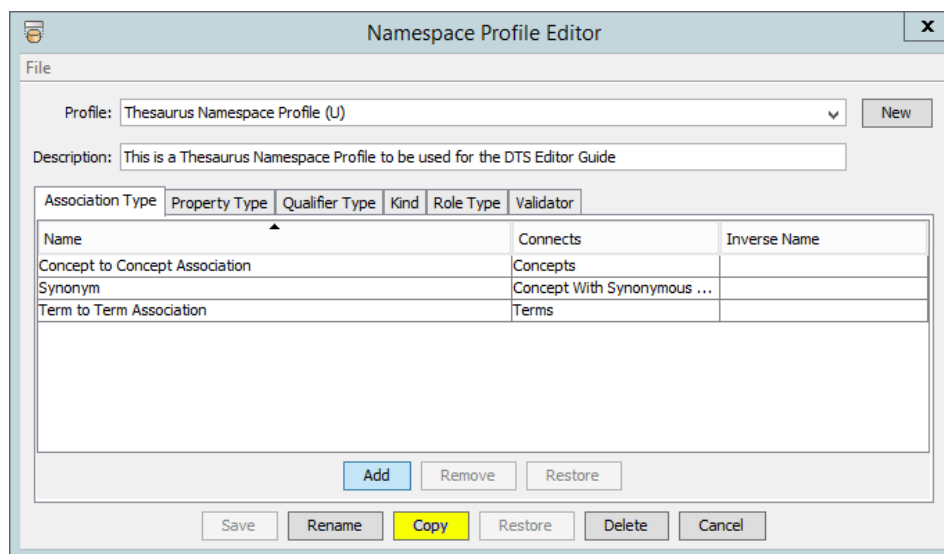 Namespace Profile Editor
x
File
Profile: Thesaurus Namespace Profile (U) New
Description: This is a Thesaurus Namespace Profile to be used for the DTS Editor Guide
Association Type Property Type Qualifier Type Kind Role Type Validator
Name Connects Inverse Name
Concept to Concept Association Concepts
Synonym Concept With Synonymous ...
Term to Term Association Terms
Add Remove Restore
Save Rename Copy Restore Delete Cancel